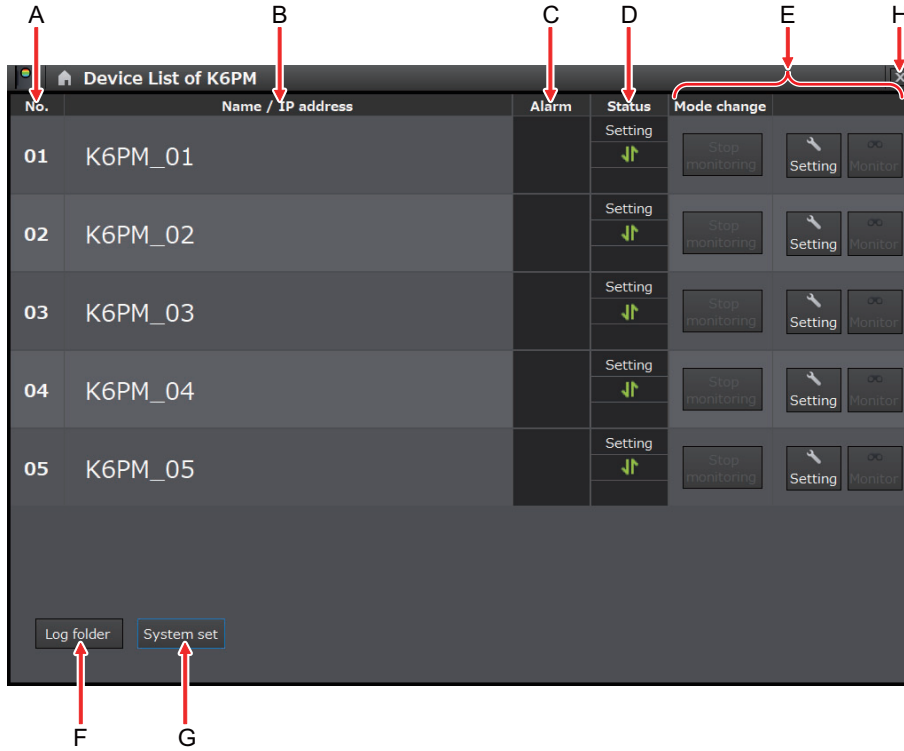 A B C D E H
Device List of K6PM X
No. Name / IP address Alarm Status Mode change
01 K6PM_01 Setting Stop monitoring Setting Monitor
02 K6PM_02 Setting Stop monitoring Setting Monitor
03 K6PM_03 Setting Stop monitoring Setting Monitor
04 K6PM_04 Setting Stop monitoring Setting Monitor
05 K6PM_05 Setting Stop monitoring Setting Monitor
Log folder System set
F G